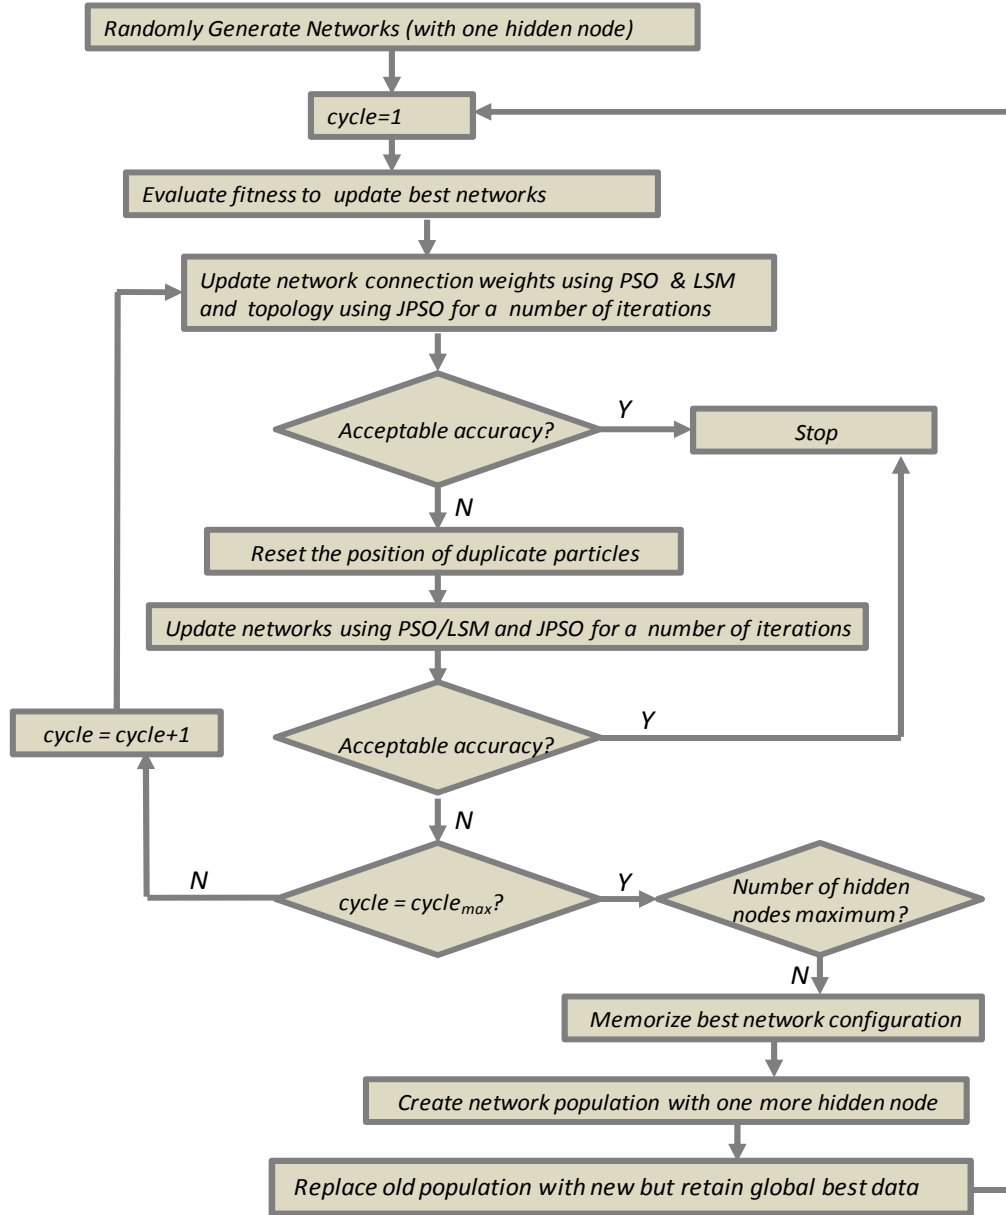 Randomly Generate Networks (with one hidden node)
cycle=1
Evaluate fitness to update best networks
Update network connection weights using PSO & LSM
and topology using JPSO for a number of iterions
Acceptable accuracy?
Y
Stop
N
Reset the position of duplicate particles
Update networks using PSO/LSM and JPSO for a number of iterions
cycle = cycle+1
Acceptable accuracy?
Y
N
N
cycle = cyclemax?
Y
Number of hidden
nodes maximum?
N
Memorize best network configuration
Create network population with one more hidden node
Replace old population with new but retain global best data